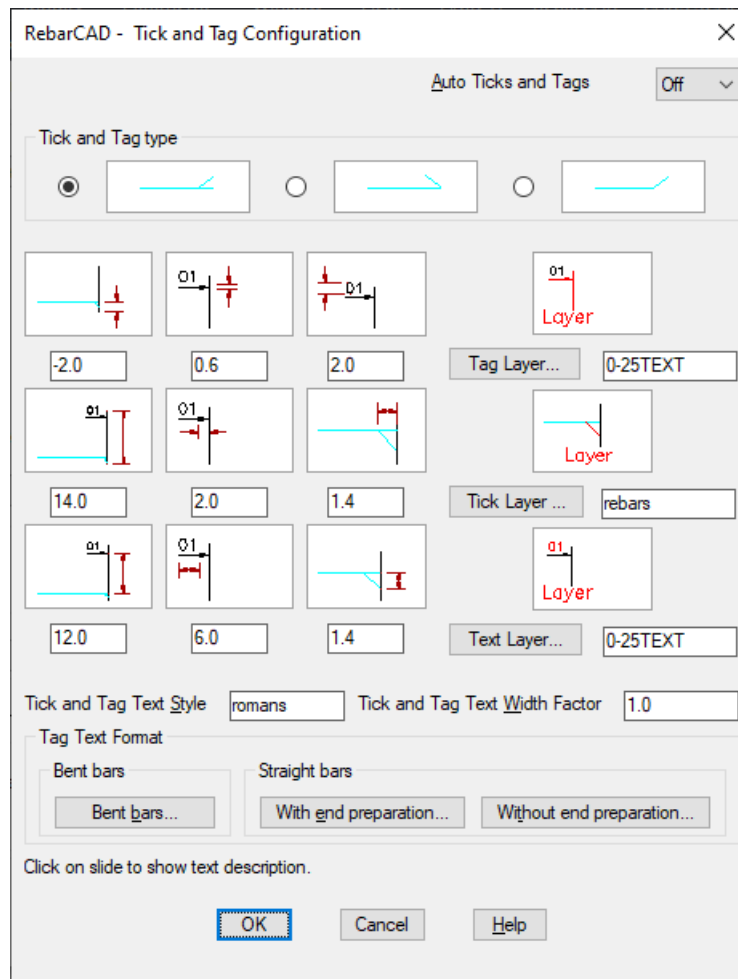 RebarCAD - Tick and Tag Configuration
Auto Ticks and Tags Off
Tick and Tag type
01 01 01
Layer
-2.0 0.6 2.0 Tag Layer... 0-25TEXT
01 01
Layer
14.0 2.0 1.4 Tick Layer ... rebars
01 01 01
Layer
12.0 6.0 1.4 Text Layer... 0-25TEXT
Tick and Tag Text Style romans Tick and Tag Text Width Factor 1.0
Tag Text Format
Bent bars Straight bars
Bent bars... With end preparation... Without end preparation...
Click on slide to show text description.
OK Cancel Help